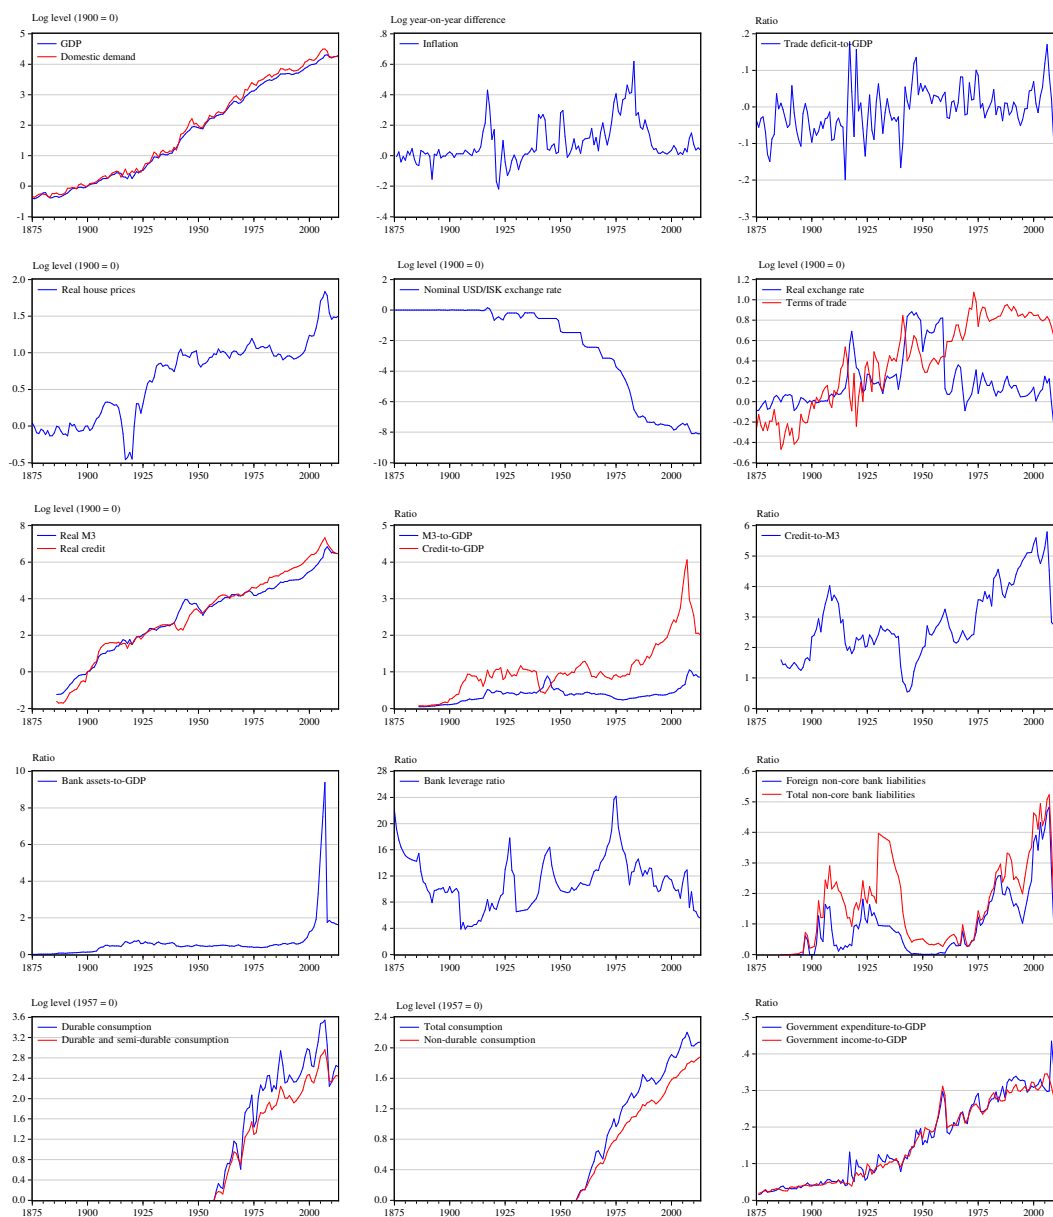 Log level (1900 = 0)
GDP
Domestic demand
5
4
3
2
1
0
-1
1875 1900 1925 1950 1975 2000
Log year-on-year difference
Inflation
.8
.6
.4
.2
.0
-.2
-.4
1875 1900 1925 1950 1975 2000
Ratio
Trade deficit-to-GDP
.2
.1
.0
-.1
-.2
-.3
1875 1900 1925 1950 1975 2000
Log level (1900 = 0)
Real house prices
2.0
1.5
1.0
0.5
0.0
-0.5
1875 1900 1925 1950 1975 2000
Log level (1900 = 0)
Nominal USD/ISK exchange rate
2
0
-2
-4
-6
-8
-10
1875 1900 1925 1950 1975 2000
Log level (1900 = 0)
Real exchange rate
Terms of trade
1.2
1.0
0.8
0.6
0.4
0.2
0.0
-0.2
-0.4
-0.6
1875 1900 1925 1950 1975 2000
Log level (1900 = 0)
Real M3
Real credit
8
6
4
2
0
-2
1875 1900 1925 1950 1975 2000
Ratio
M3-to-GDP
Credit-to-GDP
5
4
3
2
1
0
1875 1900 1925 1950 1975 2000
Ratio
Credit-to-M3
6
5
4
3
2
1
0
1875 1900 1925 1950 1975 2000
Ratio
Bank assets-to-GDP
10
8
6
4
2
0
1875 1900 1925 1950 1975 2000
Ratio
Bank leverage ratio
28
24
20
16
12
8
4
0
1875 1900 1925 1950 1975 2000
Ratio
Foreign non-core bank liabilities
Total non-core bank liabilities
.6
.5
.4
.3
.2
.1
.0
1875 1900 1925 1950 1975 2000
Log level (1957 = 0)
Durable consumption
Durable and semi-durable consumption
3.6
3.2
2.8
2.4
2.0
1.6
1.2
0.8
0.4
0.0
1875 1900 1925 1950 1975 2000
Log level (1957 = 0)
Total consumption
Non-durable consumption
2.4
2.0
1.6
1.2
0.8
0.4
0.0
1875 1900 1925 1950 1975 2000
Ratio
Government expenditure-to-GDP
Government income-to-GDP
.5
.4
.3
.2
.1
.0
1875 1900 1925 1950 1975 2000